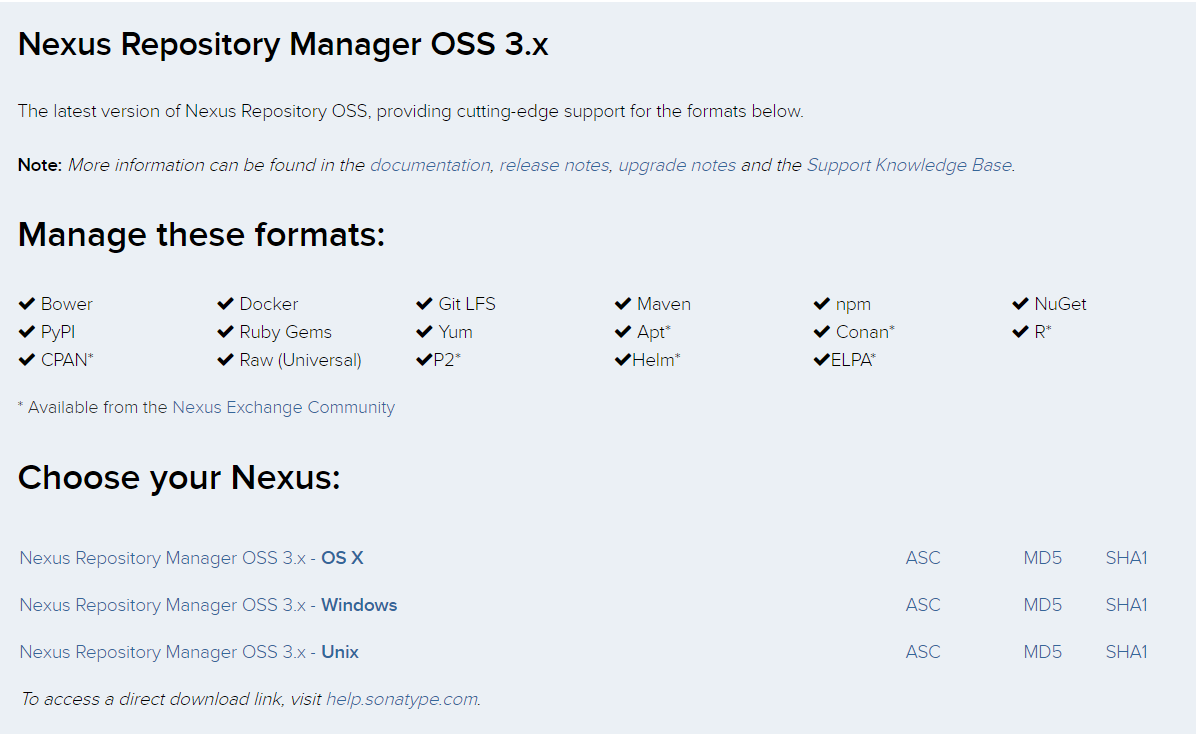 Nexus Repository Manager OSS 3.x
The latest version of Nexus Repository OSS, providing cutting-edge support for the formats below.
Note: More information can be found in the documentation, release notes, upgrade notes and the Support Knowledge Base.
Manage these formats:
✔ Bower ✔ Docker ✔ Git LFS ✔ Maven ✔ npm ✔ NuGet
✔ PyPI ✔ Ruby Gems ✔ Yum ✔ Apt* ✔ Conan* ✔ R*
✔ CPAN* ✔ Raw (Universal) ✔P2* ✔Helm* ✔ELPA*
* Available from the Nexus Exchange Community
Choose your Nexus:
Nexus Repository Manager OSS 3.x - OS X ASC MD5 SHA1
Nexus Repository Manager OSS 3.x - Windows ASC MD5 SHA1
Nexus Repository Manager OSS 3.x - Unix ASC MD5 SHA1
To access a direct download link, visit help.sonatype.com.